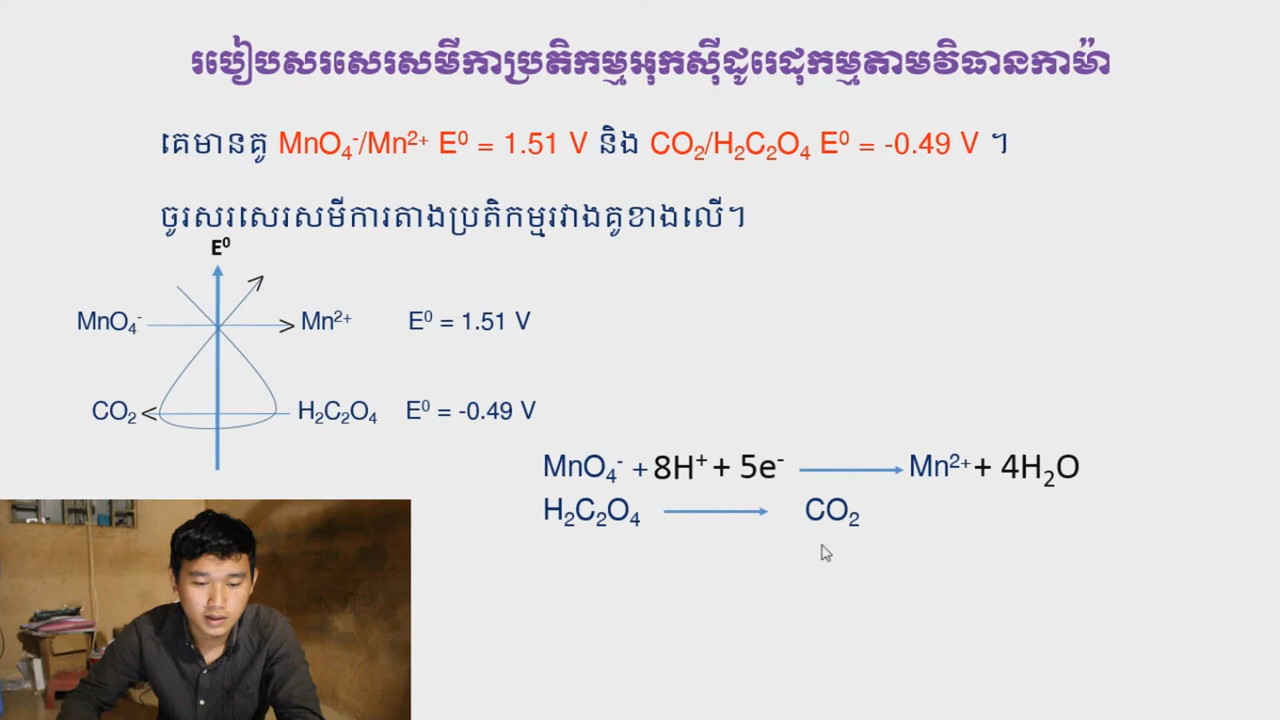 របៀបសរសេរសមីកាប្រតិកម្មអុកស៊ីដូរេដុកម្មតាមវិធានកាម៉ា
គេមានគូ MnO₄⁻/Mn²⁺ E⁰ = 1.51 V និង CO₂/H₂C₂O₄ E⁰ = -0.49 V ។
ចូរសរសេរសមីការតាងប្រតិកម្មរវាងគូខាងលើ។
E⁰
MnO₄⁻ Mn²⁺ E⁰ = 1.51 V
CO₂ H₂C₂O₄ E⁰ = -0.49 V
MnO₄⁻ + 8H⁺ + 5e⁻ ⟶ Mn²⁺ + 4H₂O
H₂C₂O₄ ⟶ CO₂